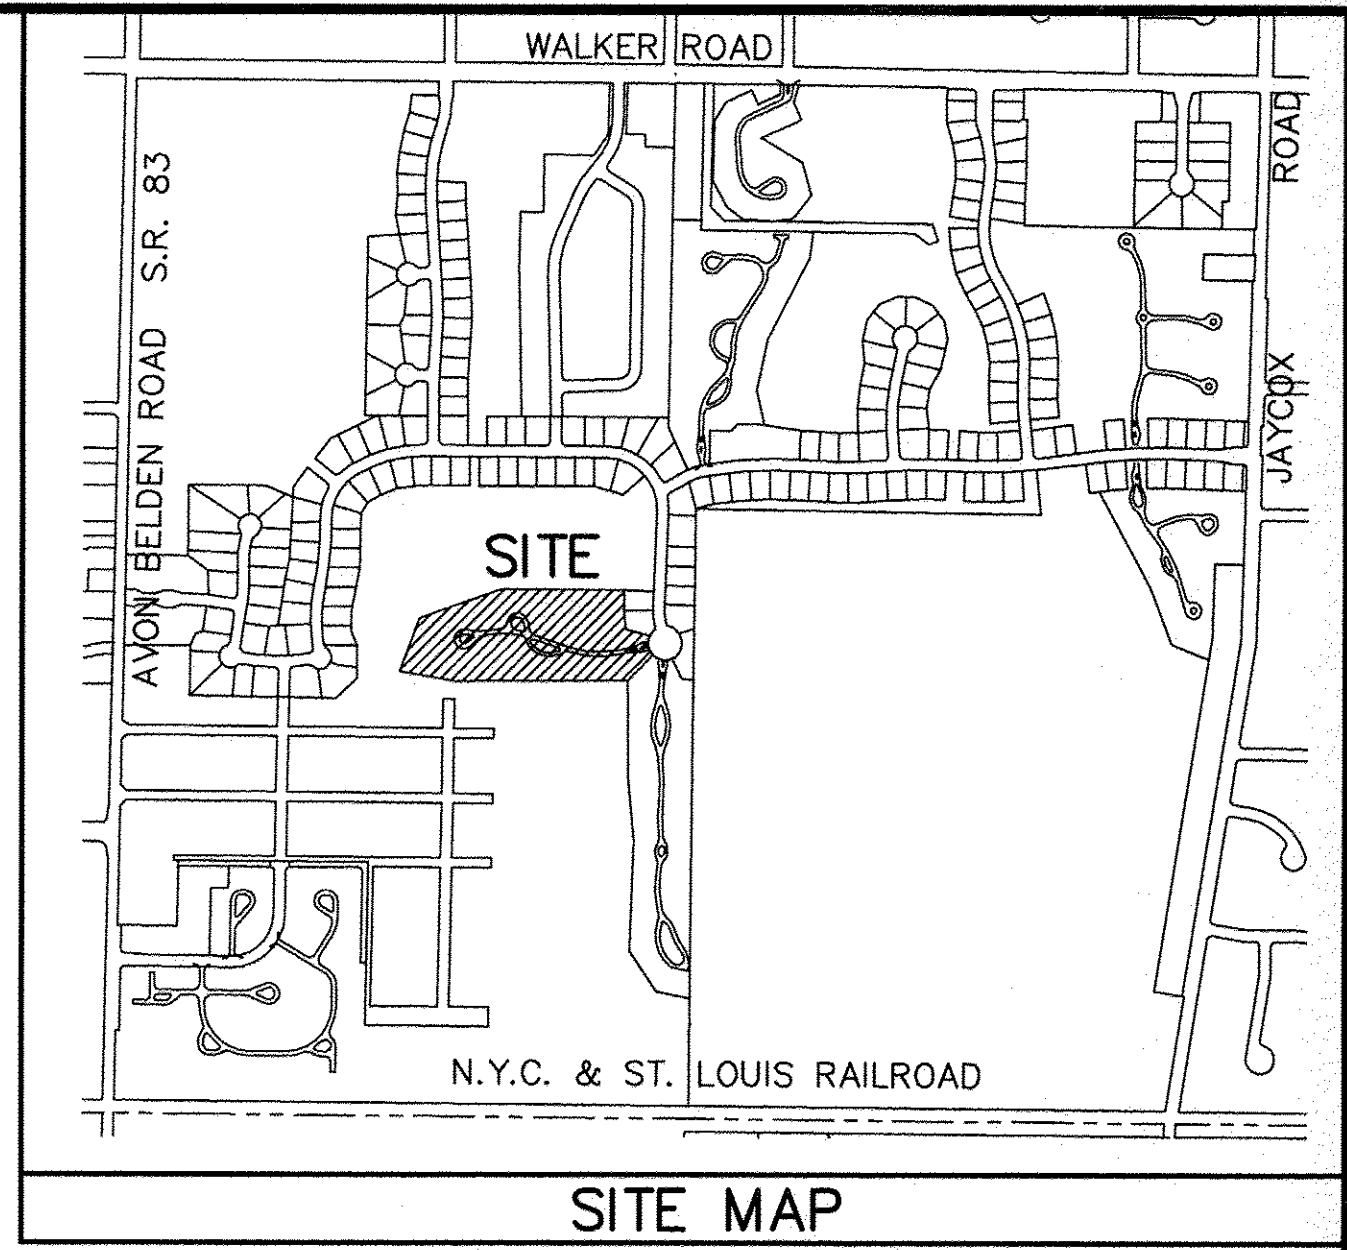 WALKER ROAD
AVON BELDEN ROAD S.R. 83
JAYCOX ROAD
SITE
N.Y.C. & ST. LOUIS RAILROAD
SITE MAP